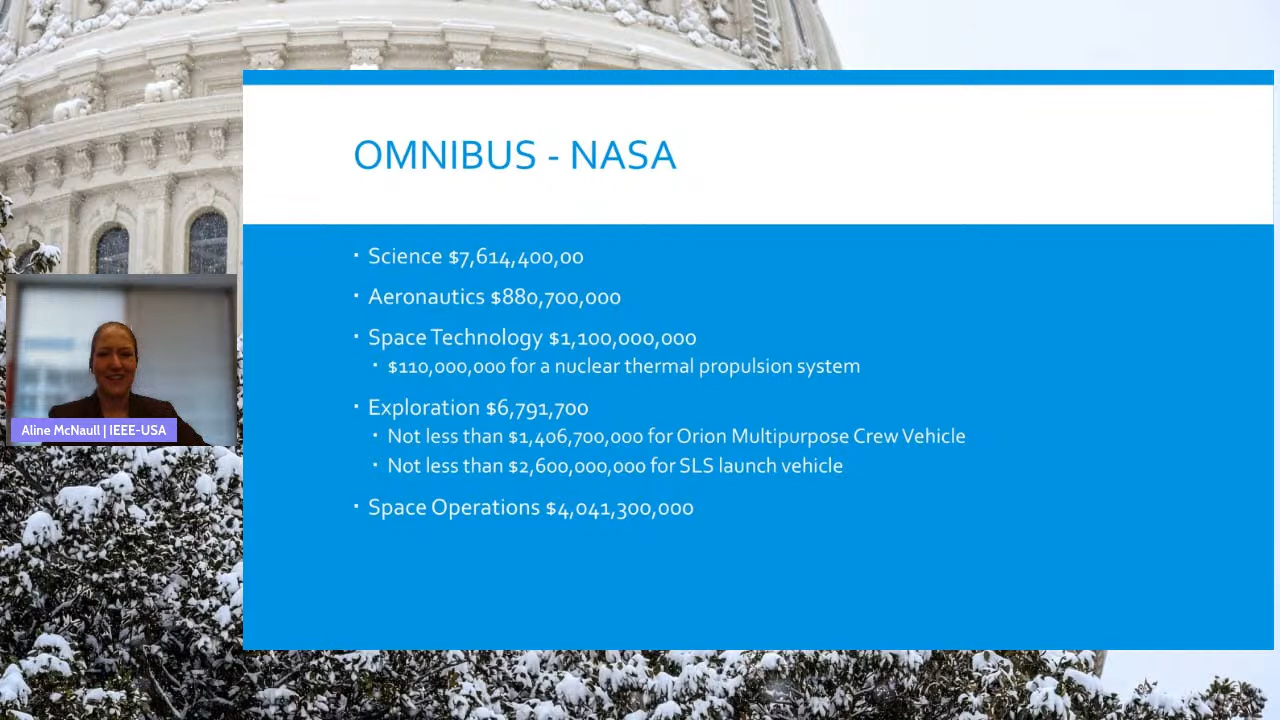 OMNIBUS - NASA
Science $7,614,400,00
Aeronautics $880,700,000
Space Technology $1,100,000,000
$110,000,000 for a nuclear thermal propulsion system
Exploration $6,791,700
Not less than $1,406,700,000 for Orion Multipurpose Crew Vehicle
Not less than $2,600,000,000 for SLS launch vehicle
Space Operations $4,041,300,000
Aline McNaull | IEEE-USA